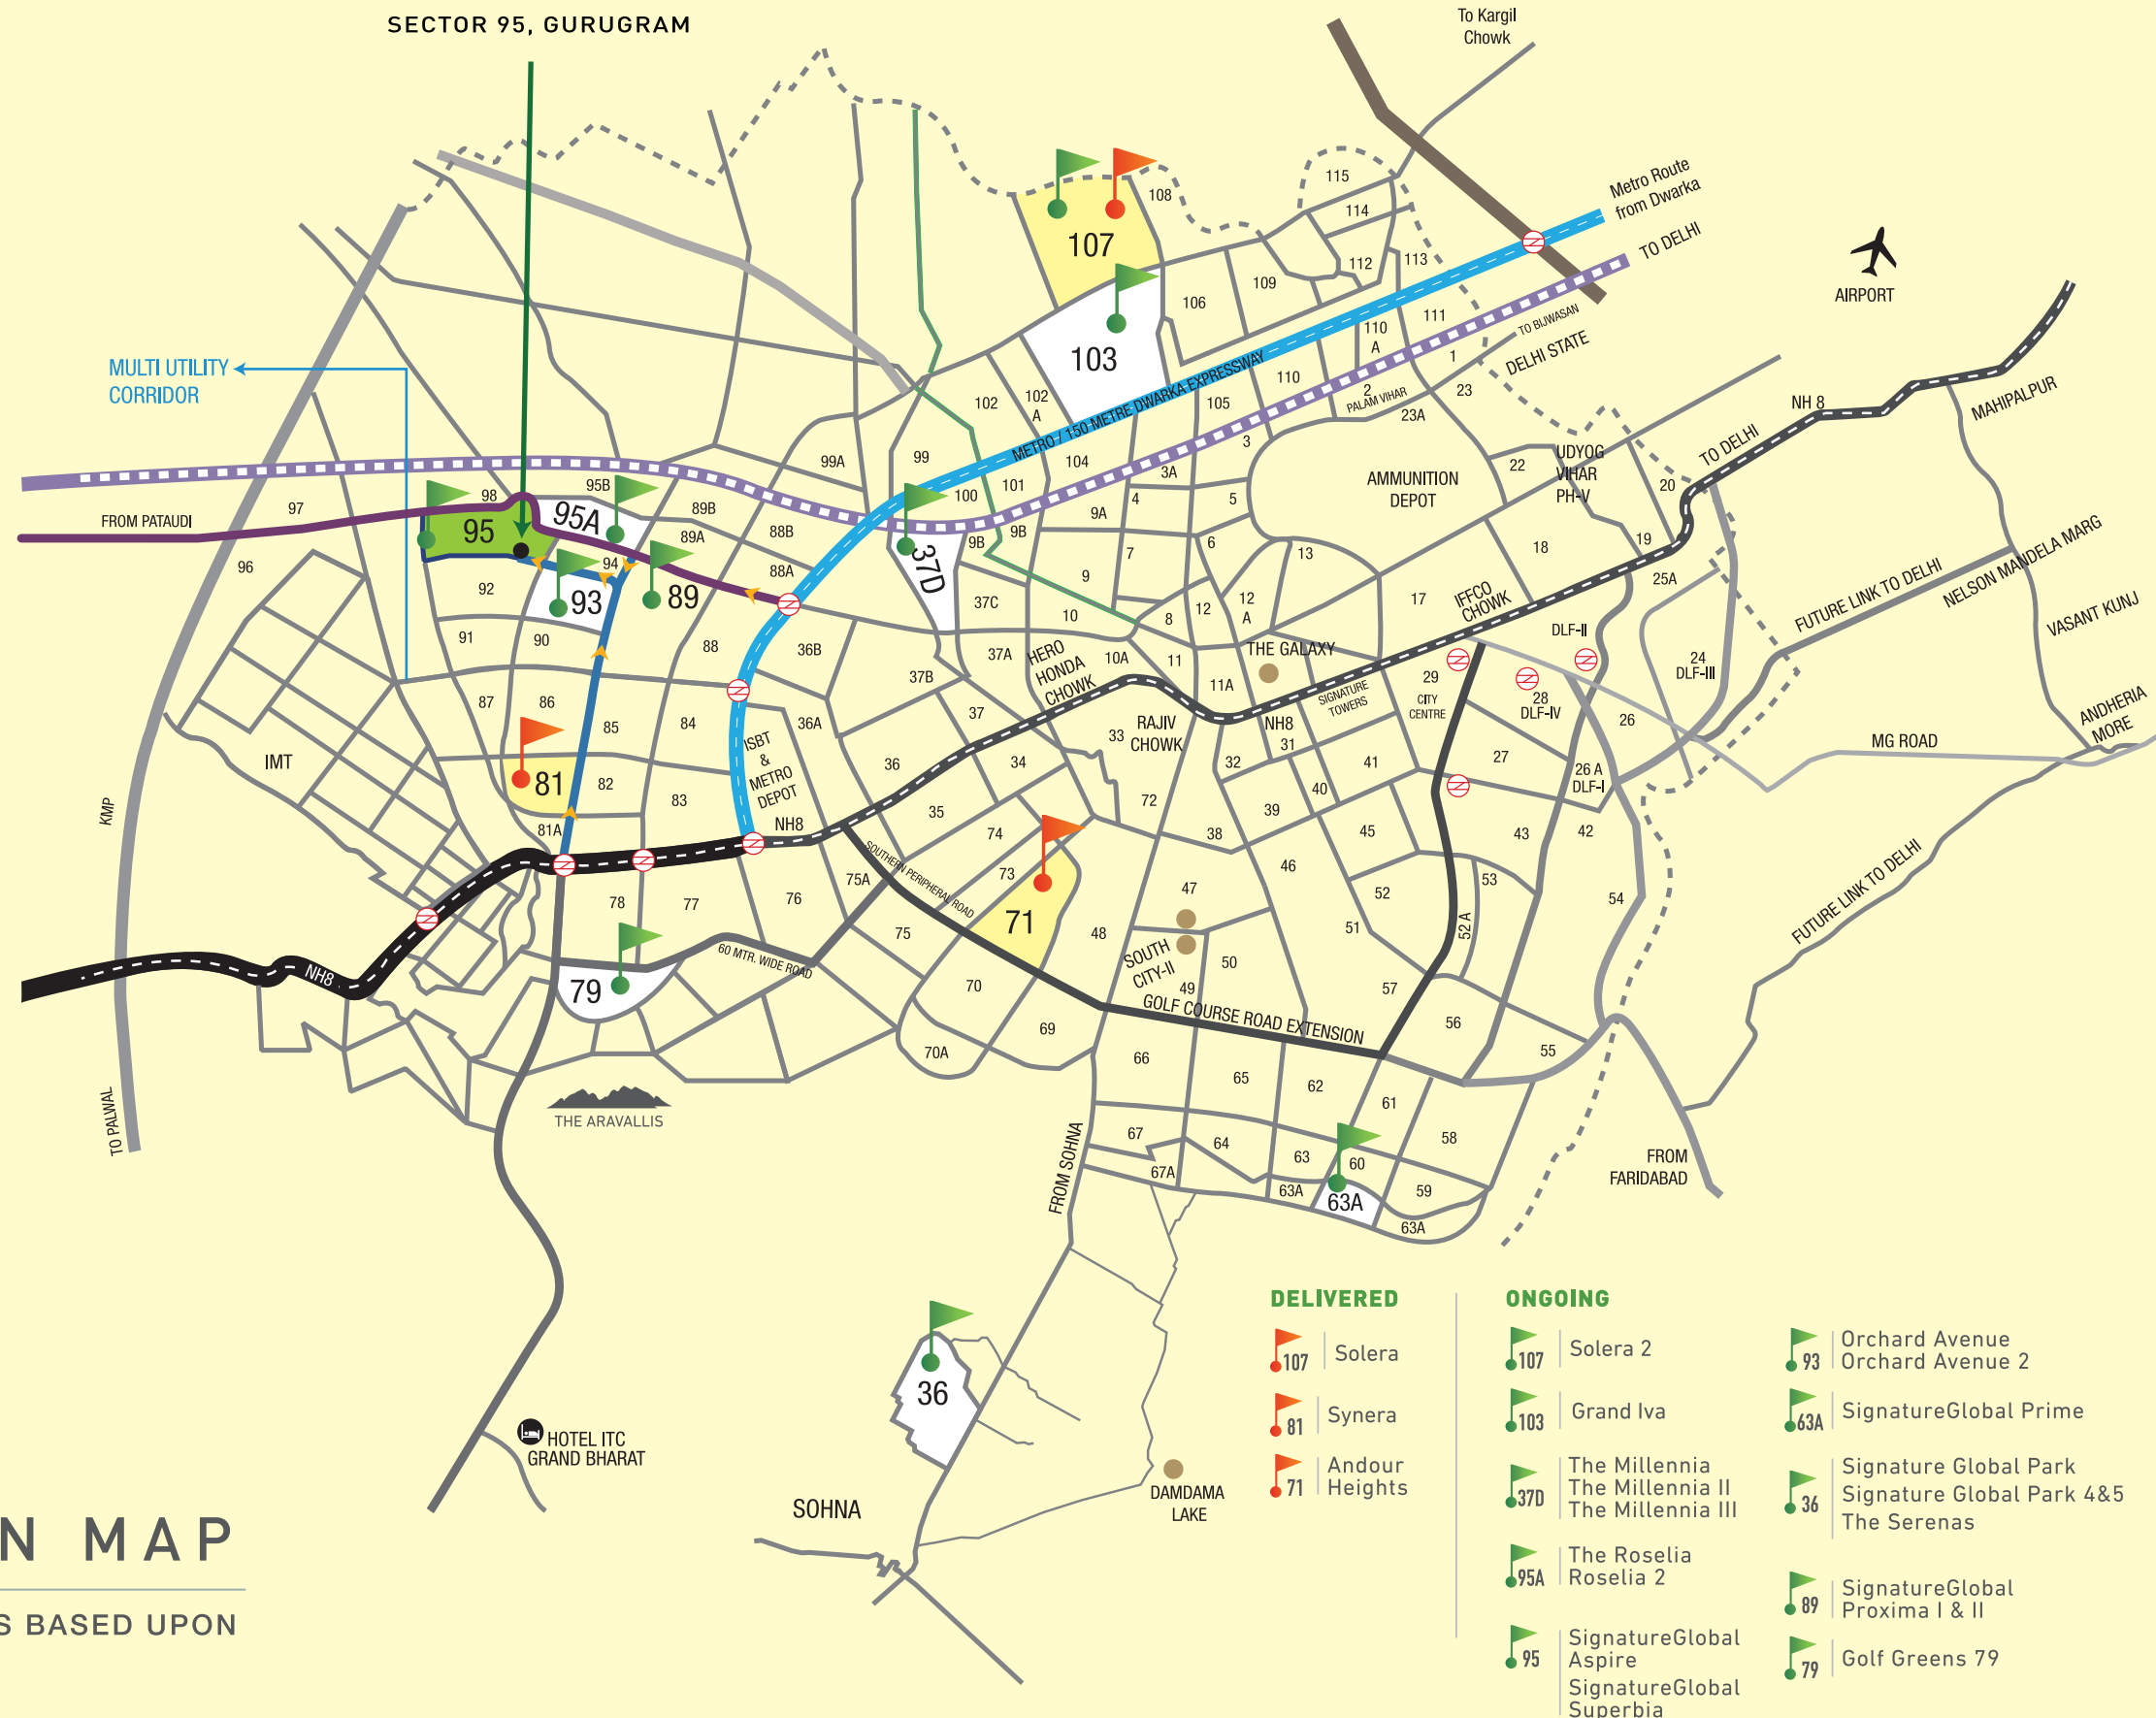 SECTOR 95, GURUGRAM
To Kargil
Chowk
Metro Route
from Dwarka
TO DELHI
AIRPORT
115
114
108
107
112
113
109
106
111
110
A
TO BIJWASAN
DELHI STATE
1
MULTI UTILITY
CORRIDOR
103
METRO / 150 METRE DWARKA EXPRESSWAY
110
2
PALAM VIHAR
23
23A
102
102
A
105
NH 8
MAHIPALPUR
TO DELHI
3
99A
99
104
3A
AMMUNITION
DEPOT
22
UDYOG
VIHAR
PH-V
20
95B
98
97
100
101
4
5
FROM PATAUDI
95
95A
89B
88B
89A
9A
9B
9B
7
6
13
18
19
96
94
88A
37D
9
25A
FUTURE LINK TO DELHI
NELSON MANDELA MARG
92
93
89
37C
10
8
12
12
A
17
IFFCO
CHOWK
VASANT KUNJ
91
90
88
36B
37A
HERO
HONDA
CHOWK
10A
11
THE GALAXY
DLF-II
24
DLF-III
37B
11A
SIGNATURE
TOWERS
29
CITY
CENTRE
28
DLF-IV
26
ANDHERIA
MORE
87
86
85
84
36A
37
33
RAJIV
CHOWK
NH8
31
MG ROAD
IMT
ISBT
&
METRO
DEPOT
36
34
32
41
27
26 A
DLF-I
81
82
83
35
72
39
40
KMP
81A
NH8
74
38
45
43
42
SOUTHERN PERIPHERAL ROAD
73
46
75A
47
52
53
FUTURE LINK TO DELHI
78
77
76
71
54
75
48
51
52 A
60 MTR. WIDE ROAD
SOUTH
CITY-II
50
NH8
79
70
49
57
GOLF COURSE ROAD EXTENSION
69
56
70A
66
55
65
62
THE ARAVALLIS
61
TO PALWAL
FROM SOHNA
67
64
58
63
60
67A
FROM
FARIDABAD
63A
63A
59
63A
36
HOTEL ITC
GRAND BHARAT
SOHNA
DAMDAMA
LAKE
N MAP
S BASED UPON
DELIVERED
107 Solera
81 Synera
71 Andour
Heights
ONGOING
107 Solera 2
103 Grand Iva
37D The Millennia
The Millennia II
The Millennia III
95A The Roselia
Roselia 2
95 SignatureGlobal
Aspire
SignatureGlobal
Superbia
93 Orchard Avenue
Orchard Avenue 2
63A SignatureGlobal Prime
36 Signature Global Park
Signature Global Park 4&5
The Serenas
89 SignatureGlobal
Proxima I & II
79 Golf Greens 79